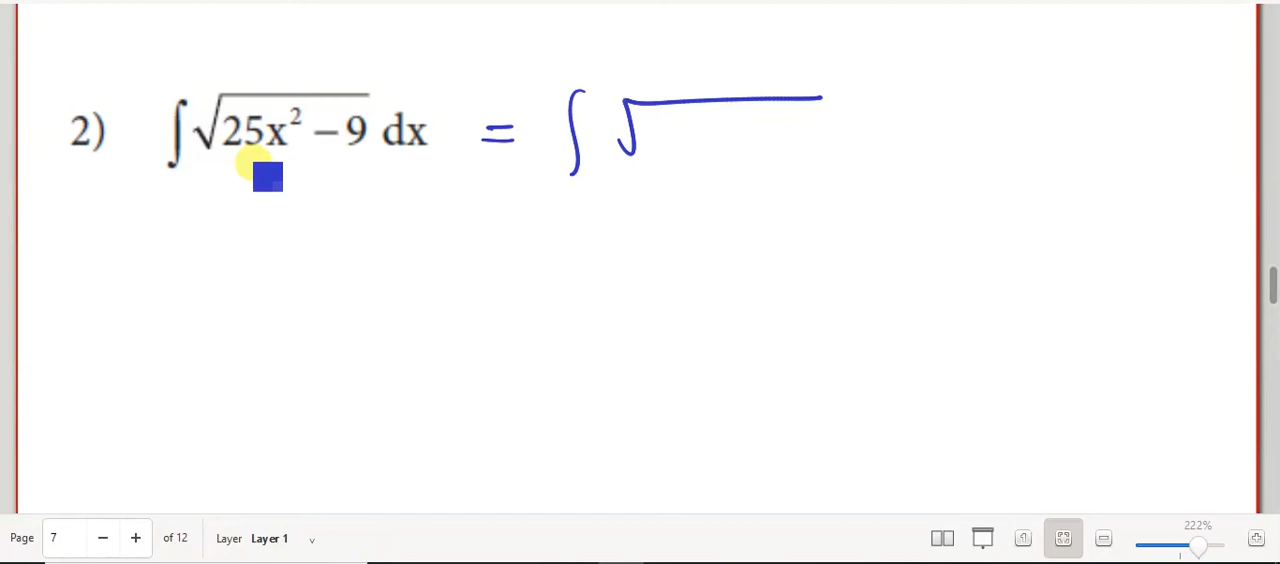 2) ∫√25x² − 9 dx = ∫√
Page 7 − + of 12 Layer Layer 1 222%